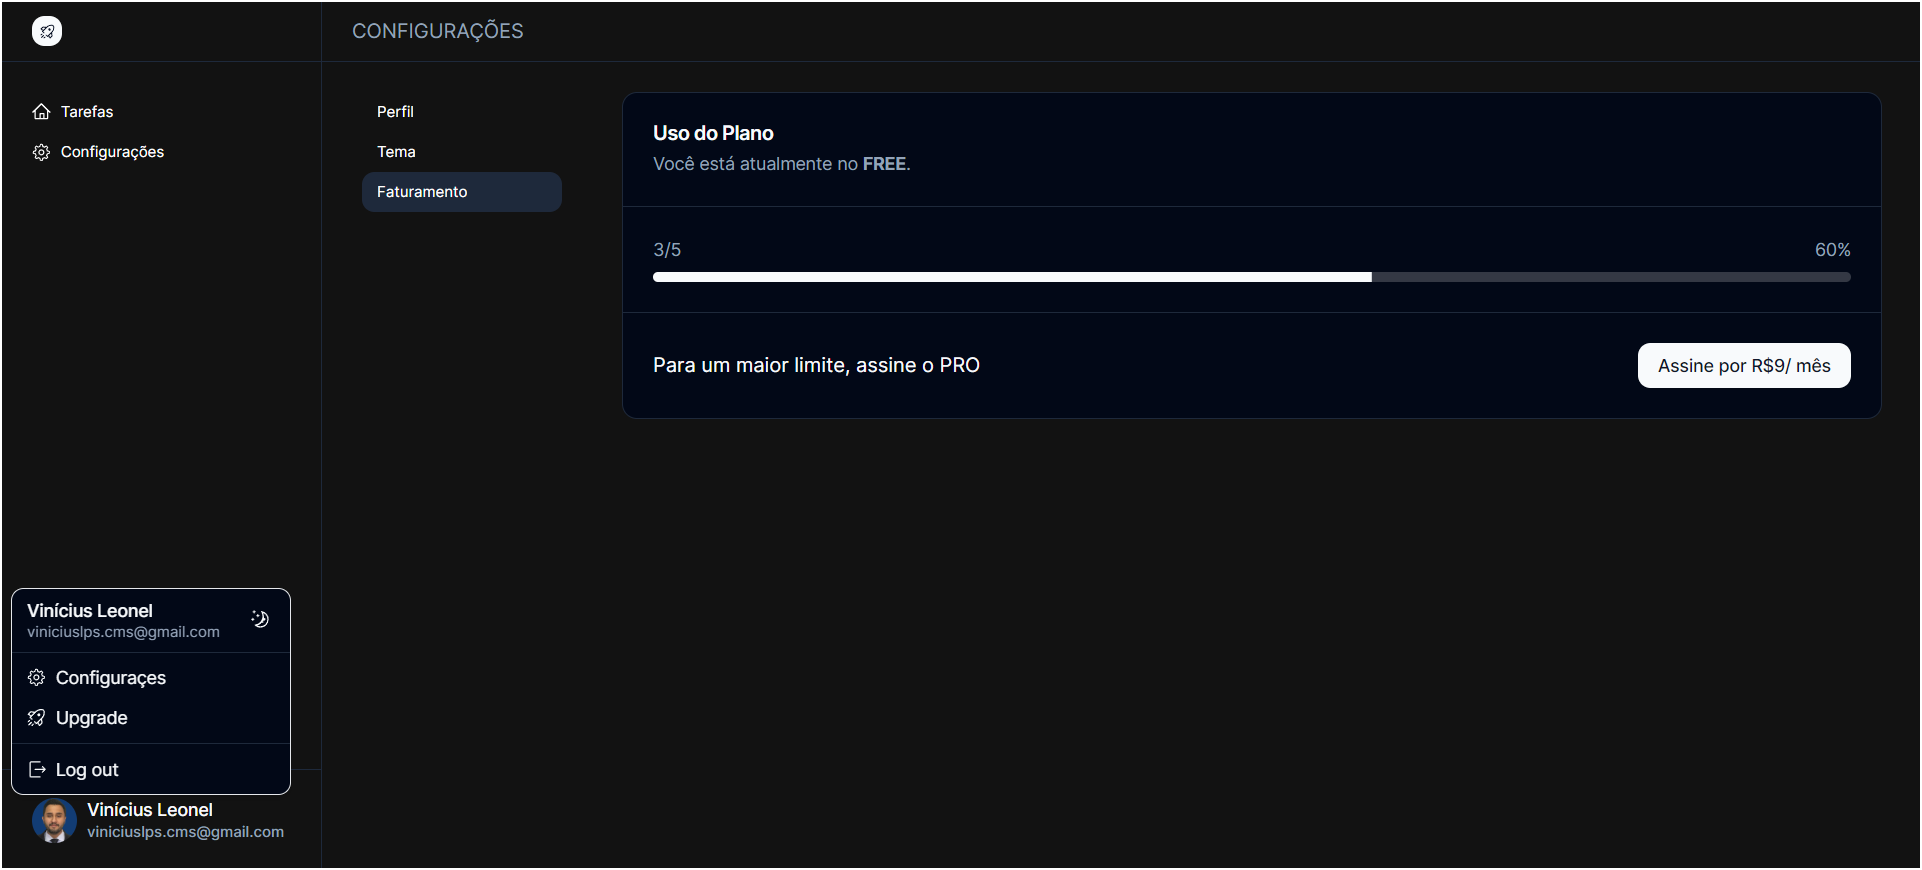 CONFIGURAÇÕES
Tarefas
Configurações
Perfil
Tema
Faturamento
Uso do Plano
Você está atualmente no FREE.
3/5
60%
Para um maior limite, assine o PRO
Assine por R$9/ mês
Vinícius Leonel
viniciuslps.cms@gmail.com
Configuraçes
Upgrade
Log out
Vinícius Leonel
viniciuslps.cms@gmail.com